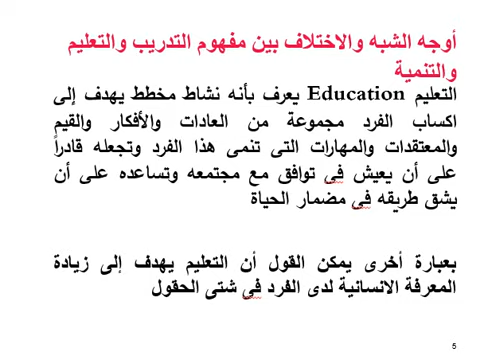 أوجه الشبه والاختلاف بين مفهوم التدريب والتعليم
والتنمية
التعليم Education يعرف بأنه نشاط مخطط يهدف إلى
اكساب الفرد مجموعة من العادات والأفكار والقيم
والمعتقدات والمهارات التى تنمى هذا الفرد وتجعله قادراً
على أن يعيش فى توافق مع مجتمعه وتساعده على أن
يشق طريقه فى مضمار الحياة
بعبارة أخرى يمكن القول أن التعليم يهدف إلى زيادة
المعرفة الانسانية لدى الفرد فى شتى الحقول
5